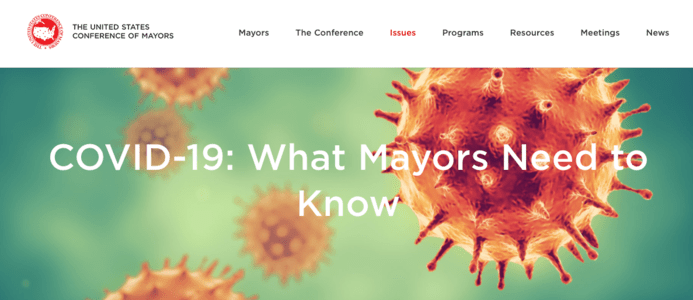 THE UNITED STATES
CONFERENCE OF MAYORS
Mayors The Conference Issues Programs Resources Meetings News
COVID-19: What Mayors Need to
Know